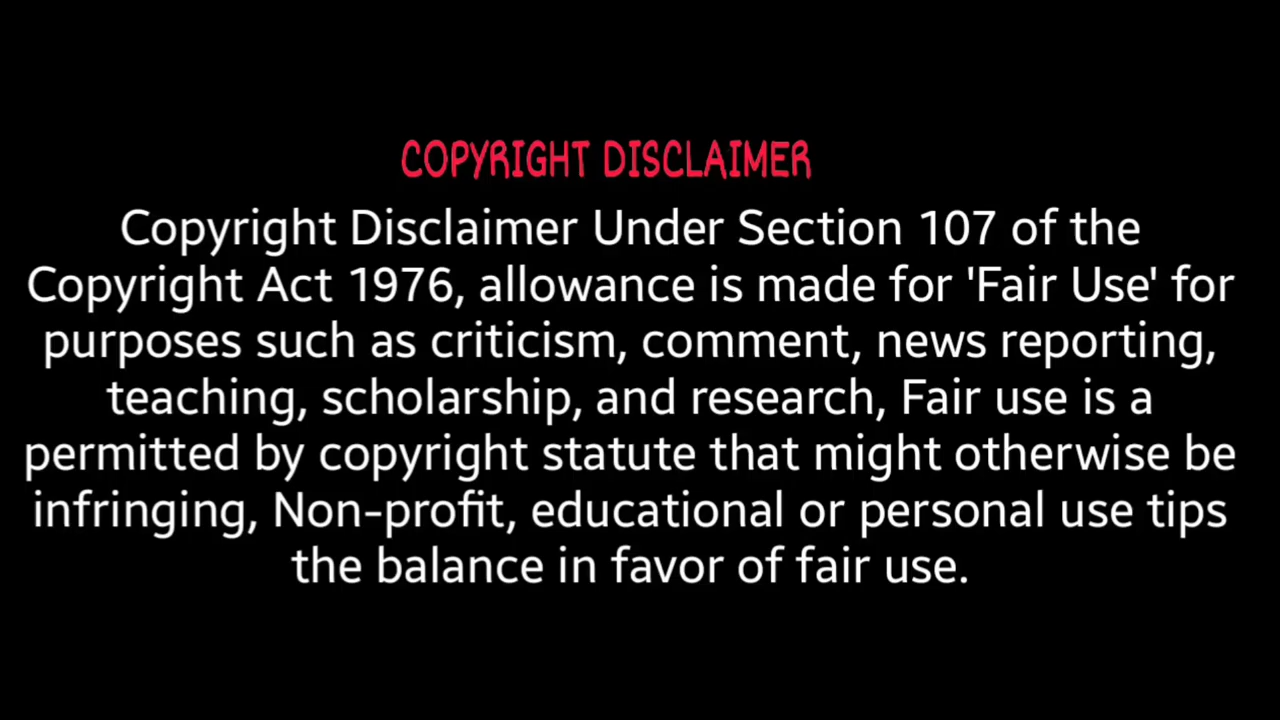 COPYRIGHT DISCLAIMER
Copyright Disclaimer Under Section 107 of the
Copyright Act 1976, allowance is made for 'Fair Use' for
purposes such as criticism, comment, news reporting,
teaching, scholarship, and research, Fair use is a
permitted by copyright statute that might otherwise be
infringing, Non-profit, educational or personal use tips
the balance in favor of fair use.